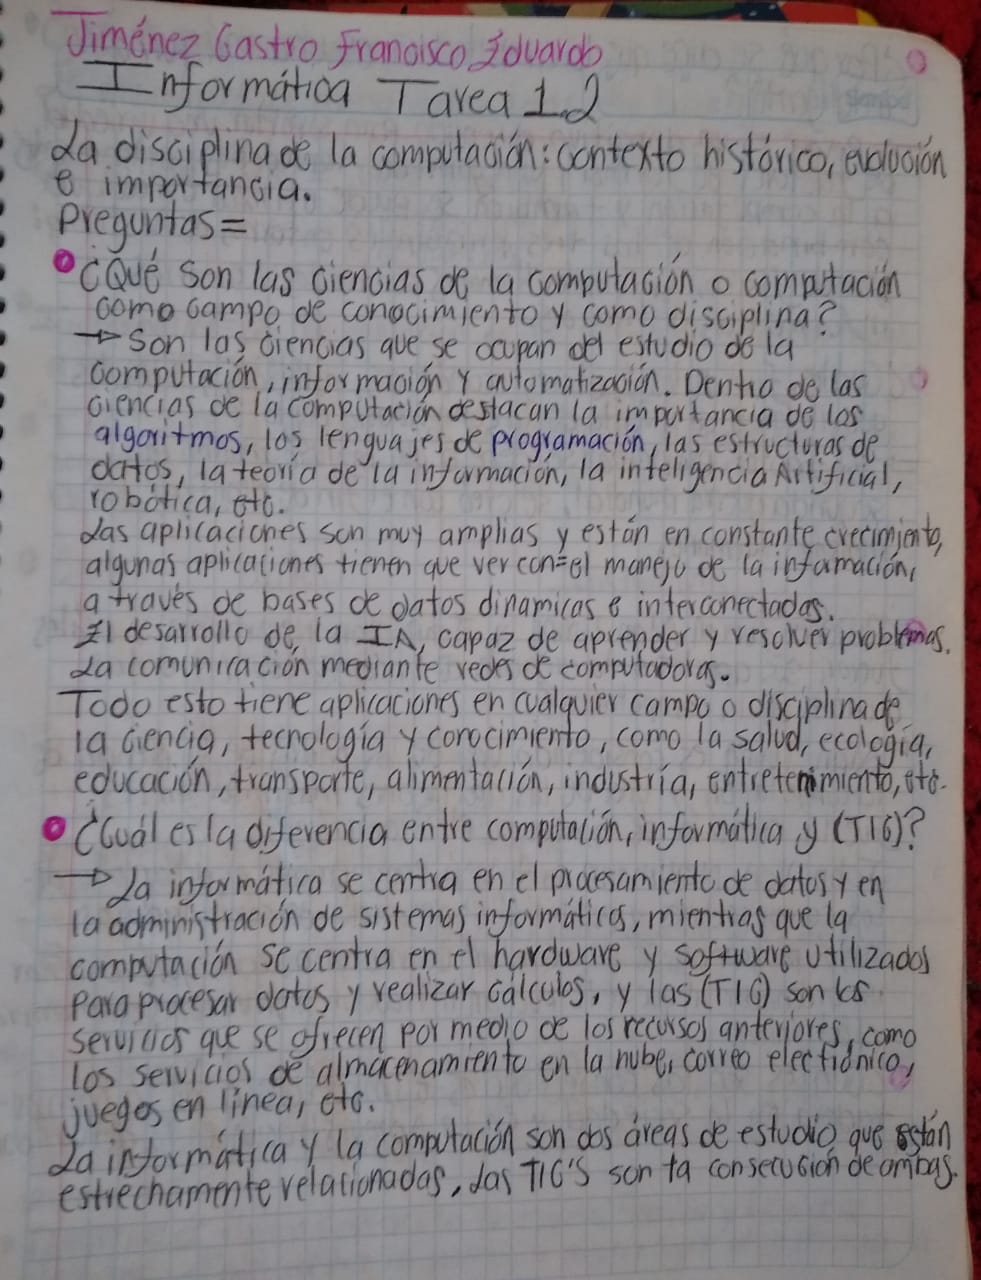 Jiménez Castro Francisco Eduardo
Informática Tarea 1.2
La disciplina de la computación: contexto histórico, evolución
e importancia.
Preguntas=
¿Qué son las ciencias de la computación o computación
como campo de conocimiento y como disciplina?
→ Son las ciencias que se ocupan del estudio de la
computación, información y automatización. Dentro de las
ciencias de la computación destacan la importancia de los
algoritmos, los lenguajes de programación, las estructuras de
datos, la teoría de la información, la inteligencia Artificial,
robótica, etc.
Las aplicaciones son muy amplias y están en constante crecimiento,
algunas aplicaciones tienen que ver con=el manejo de la información,
a través de bases de datos dinamicas e interconectadas.
El desarrollo de la IA, capaz de aprender y resolver problemas.
La comunicación mediante redes de computadoras.
Todo esto tiene aplicaciones en cualquier campo o disciplina de
la ciencia, tecnología y conocimiento, como la salud, ecología,
educación, transporte, alimentación, industría, entretenimiento, etc.
¿Cuál es la diferencia entre computación, informática y (TIC)?
→ La informática se centra en el procesamiento de datos y en
la administración de sistemas informáticos, mientras que la
computación se centra en el hardware y software utilizados
para procesar datos y realizar cálculos, y las (TIC) son los
servicios que se ofrecen por medio de los recursos anteriores, como
los servicios de almacenamiento en la nube, correo electrónico,
juegos en línea, etc.
La informática y la computación son dos áreas de estudio que están
estrechamente relacionadas, las TIC'S son la consecución de ambas.